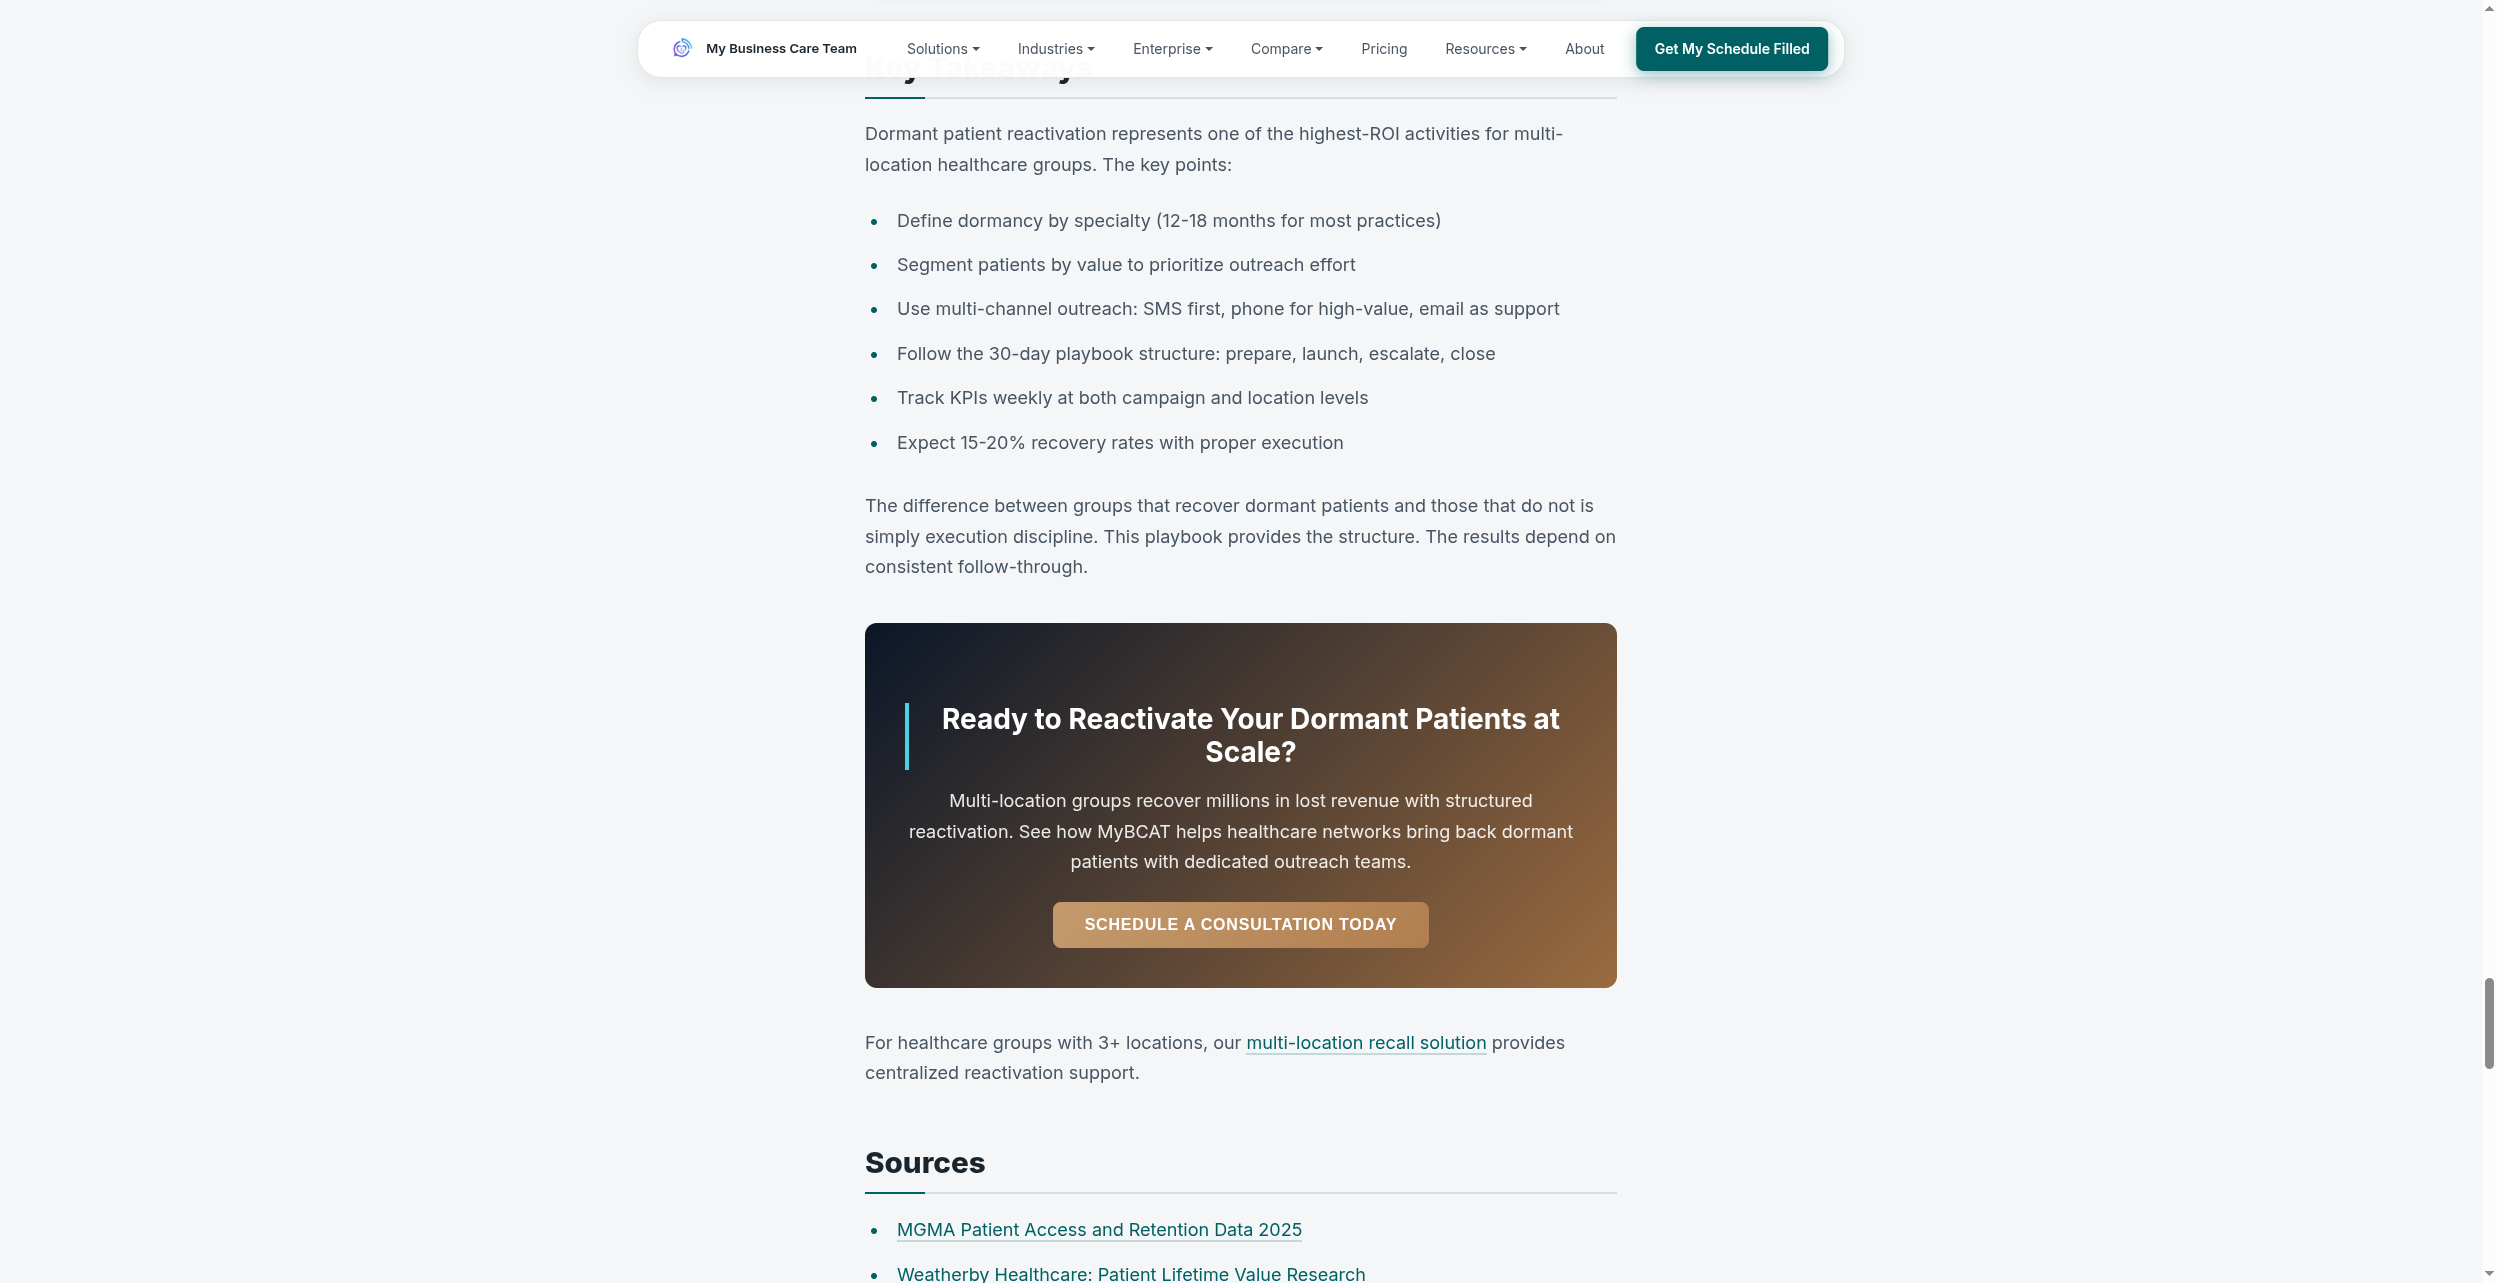 My Business Care Team
Solutions
Industries
Enterprise
Compare
Pricing
Resources
About
Get My Schedule Filled
Key Takeaways
Dormant patient reactivation represents one of the highest-ROI activities for multi-
location healthcare groups. The key points:
Define dormancy by specialty (12-18 months for most practices)
Segment patients by value to prioritize outreach effort
Use multi-channel outreach: SMS first, phone for high-value, email as support
Follow the 30-day playbook structure: prepare, launch, escalate, close
Track KPIs weekly at both campaign and location levels
Expect 15-20% recovery rates with proper execution
The difference between groups that recover dormant patients and those that do not is
simply execution discipline. This playbook provides the structure. The results depend on
consistent follow-through.
Ready to Reactivate Your Dormant Patients at
Scale?
Multi-location groups recover millions in lost revenue with structured
reactivation. See how MyBCAT helps healthcare networks bring back dormant
patients with dedicated outreach teams.
SCHEDULE A CONSULTATION TODAY
For healthcare groups with 3+ locations, our multi-location recall solution provides
centralized reactivation support.
Sources
MGMA Patient Access and Retention Data 2025
Weatherby Healthcare: Patient Lifetime Value Research